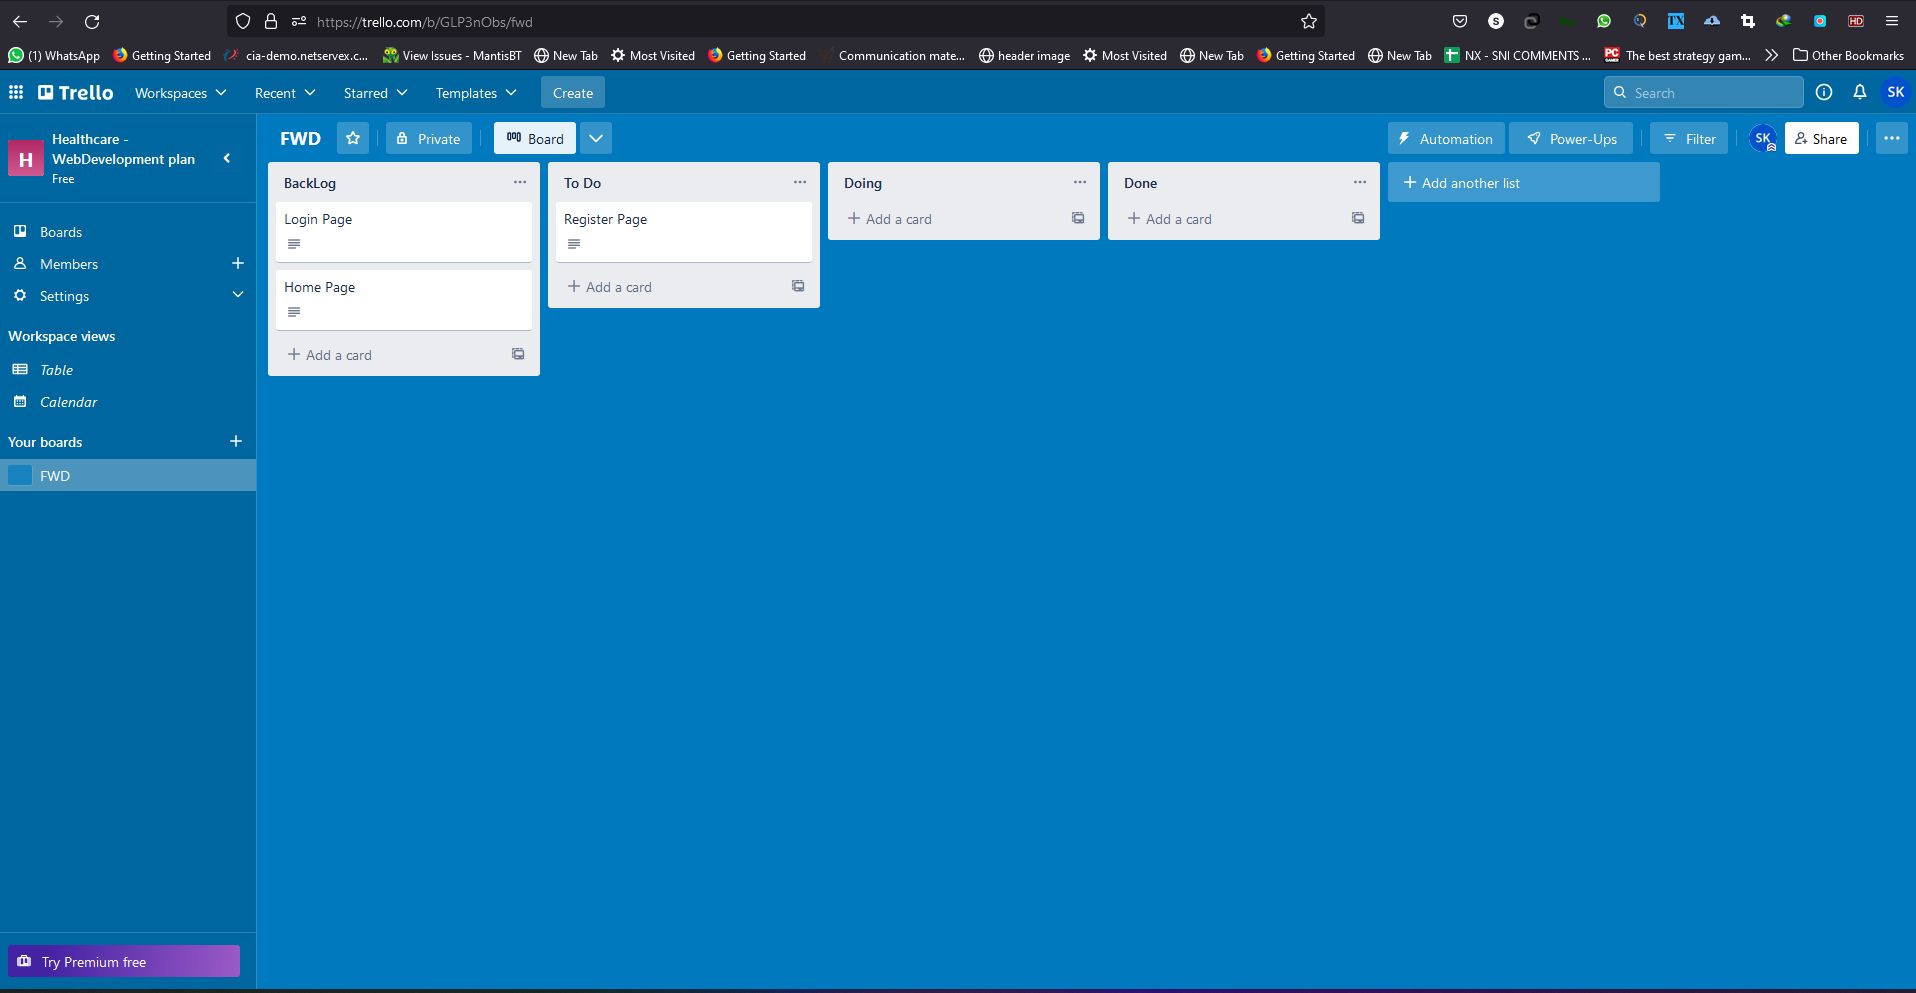 https://trello.com/b/GLP3nObs/fwd
(1) WhatsApp Getting Started cia-demo.netservex.c... View Issues - MantisBT New Tab Most Visited Getting Started Communication mate... header image Most Visited New Tab Getting Started New Tab NX - SNI COMMENTS ... The best strategy gam... Other Bookmarks
Trello Workspaces Recent Starred Templates Create Search SK
H
Healthcare -
WebDevelopment plan
Free
FWD Private Board Automation Power-Ups Filter SK Share
Boards
Members
Settings
Workspace views
Table
Calendar
Your boards
FWD
Try Premium free
BackLog
Login Page
Home Page
+ Add a card
To Do
Register Page
+ Add a card
Doing
+ Add a card
Done
+ Add a card
+ Add another list